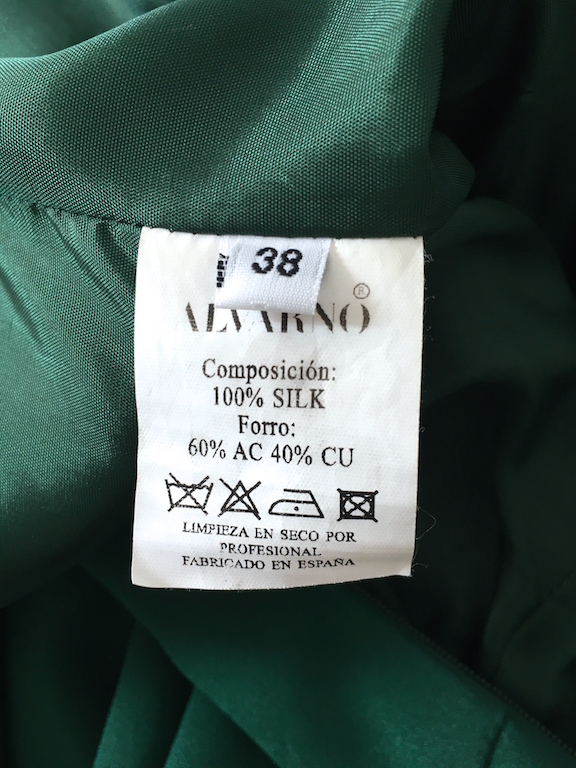 38
ALVARNO®
Composición:
100% SILK
Forro:
60% AC 40% CU
LIMPIEZA EN SECO POR
PROFESIONAL
FABRICADO EN ESPAÑA